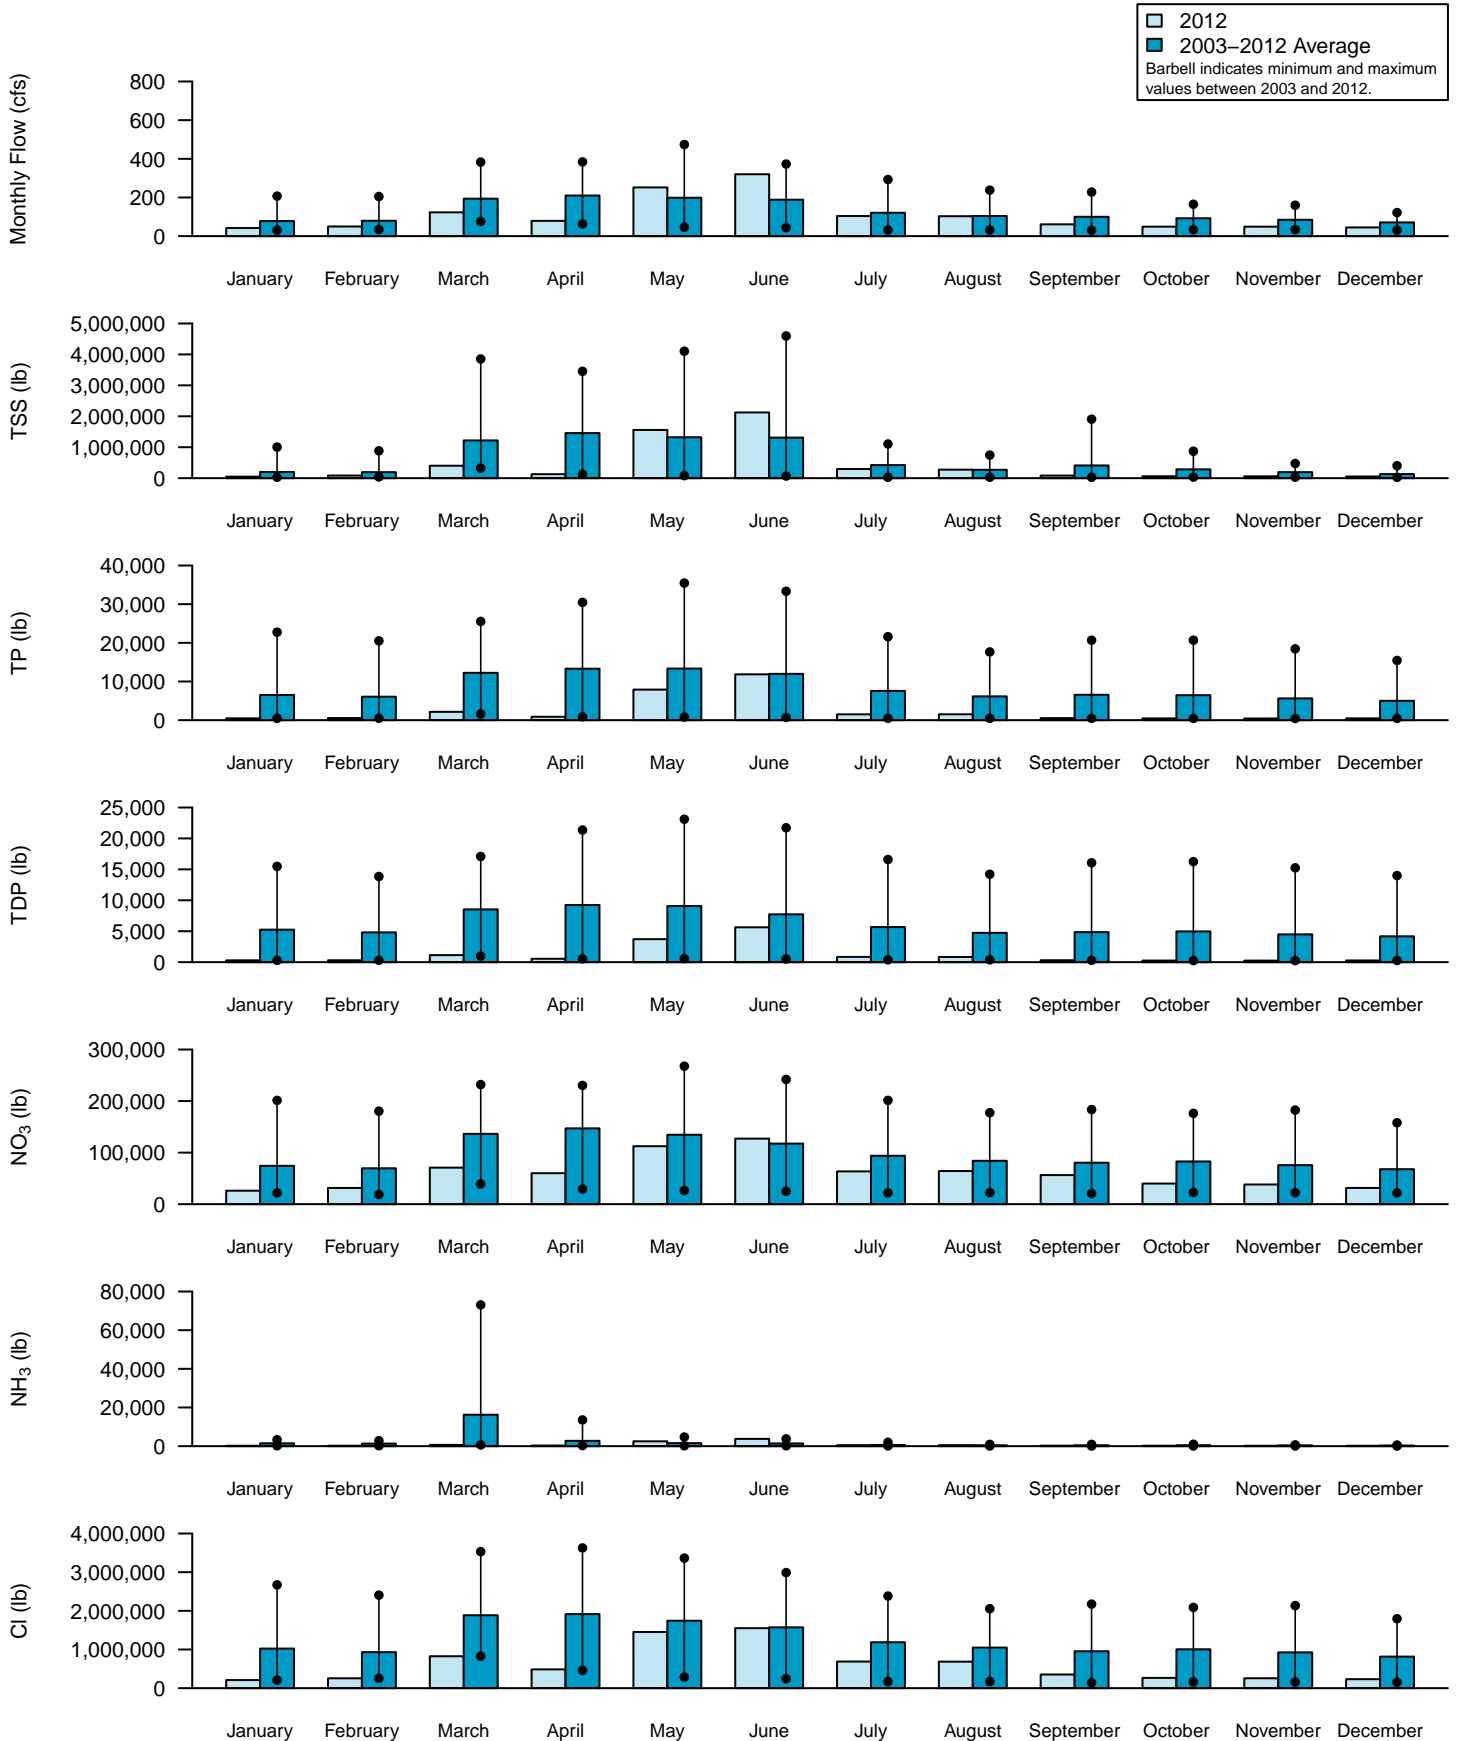 2012
2003–2012 Average
Barbell indicates minimum and maximum
values between 2003 and 2012.
Monthly Flow (cfs)
800
600
400
200
0
January February March April May June July August September October November December
TSS (lb)
5,000,000
4,000,000
3,000,000
2,000,000
1,000,000
0
January February March April May June July August September October November December
TP (lb)
40,000
30,000
20,000
10,000
0
January February March April May June July August September October November December
TDP (lb)
25,000
20,000
15,000
10,000
5,000
0
January February March April May June July August September October November December
NO₃ (lb)
300,000
200,000
100,000
0
January February March April May June July August September October November December
NH₃ (lb)
80,000
60,000
40,000
20,000
0
January February March April May June July August September October November December
Cl (lb)
4,000,000
3,000,000
2,000,000
1,000,000
0
January February March April May June July August September October November December